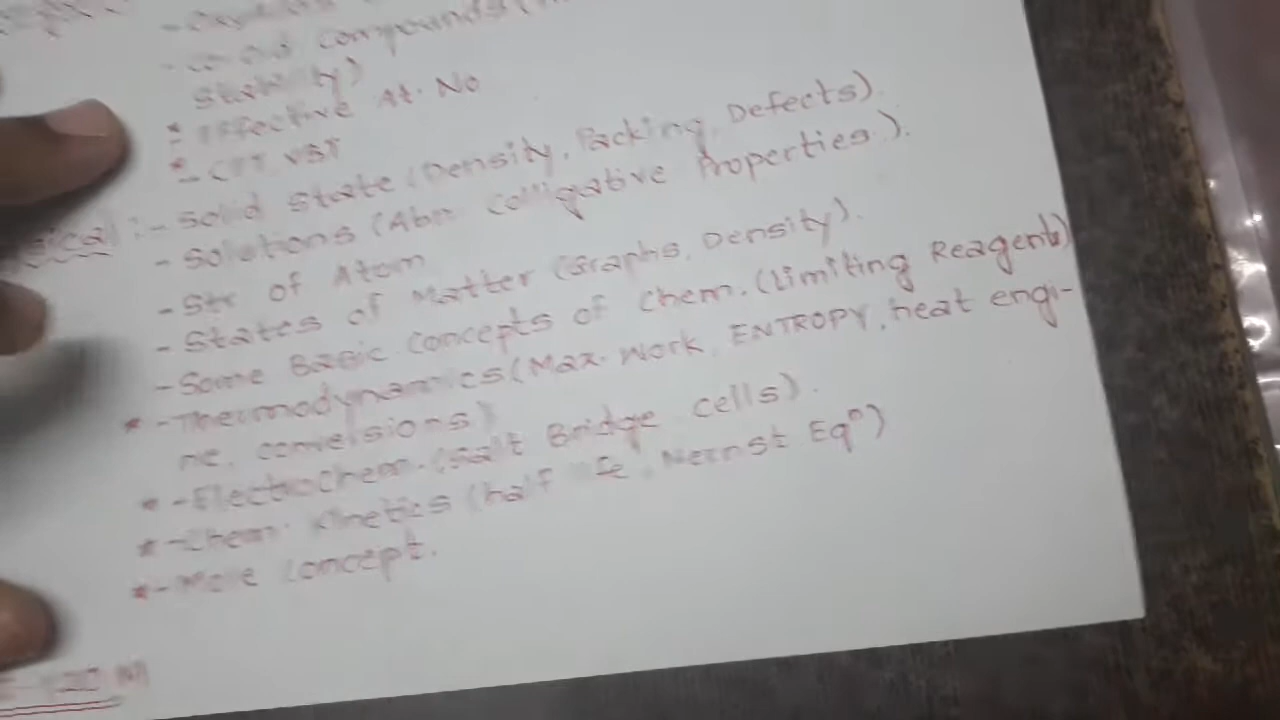 compounds
stability)
* Effective At. No
* - CFT VBT
:- Solid State (Density, Packing, Defects).
- Solutions (Abn Colligative Properties.).
- Str of Atom
- States of Matter (Graphs, Density).
- Some Basic Concepts of Chem. (Limiting Reagents)
* - Thermodynamics (Max. Work, ENTROPY, heat engi-
ne, conversions)
* - Electrochem. (Salt Bridge cells).
* - Chem. Kinetics (half Nernst Eqⁿ)
* - Mole Concept.